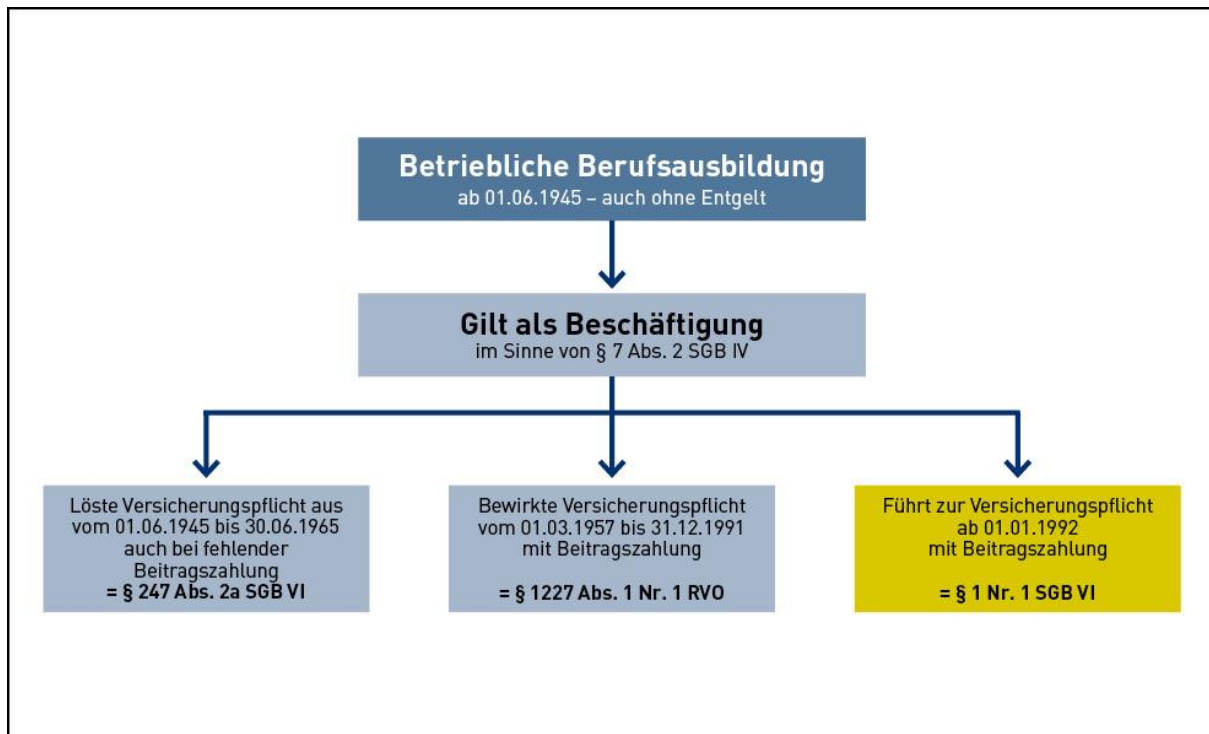 Betriebliche Berufsausbildung
ab 01.06.1945 – auch ohne Entgelt
Gilt als Beschäftigung
im Sinne von § 7 Abs. 2 SGB IV
Löste Versicherungspflicht aus
vom 01.06.1945 bis 30.06.1965
auch bei fehlender
Beitragszahlung
= § 247 Abs. 2a SGB VI
Bewirkte Versicherungspflicht
vom 01.03.1957 bis 31.12.1991
mit Beitragszahlung
= § 1227 Abs. 1 Nr. 1 RVO
Führt zur Versicherungspflicht
ab 01.01.1992
mit Beitragszahlung
= § 1 Nr. 1 SGB VI